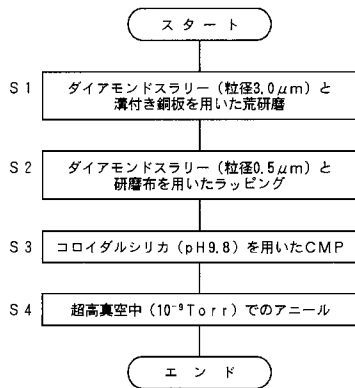 スタート
S1
ダイアモンドスラリー（粒径3.0μm）と
溝付き銅板を用いた荒研磨
S2
ダイアモンドスラリー（粒径0.5μm）と
研磨布を用いたラッピング
S3
コロイダルシリカ（pH9.8）を用いたCMP
S4
超高真空中（10⁻⁹Torr）でのアニール
エンド